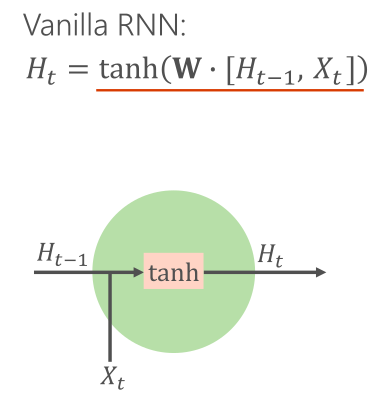 Vanilla RNN:
H_t = tanh(W · [H_{t−1}, X_t])
H_{t−1}
tanh
H_t
X_t